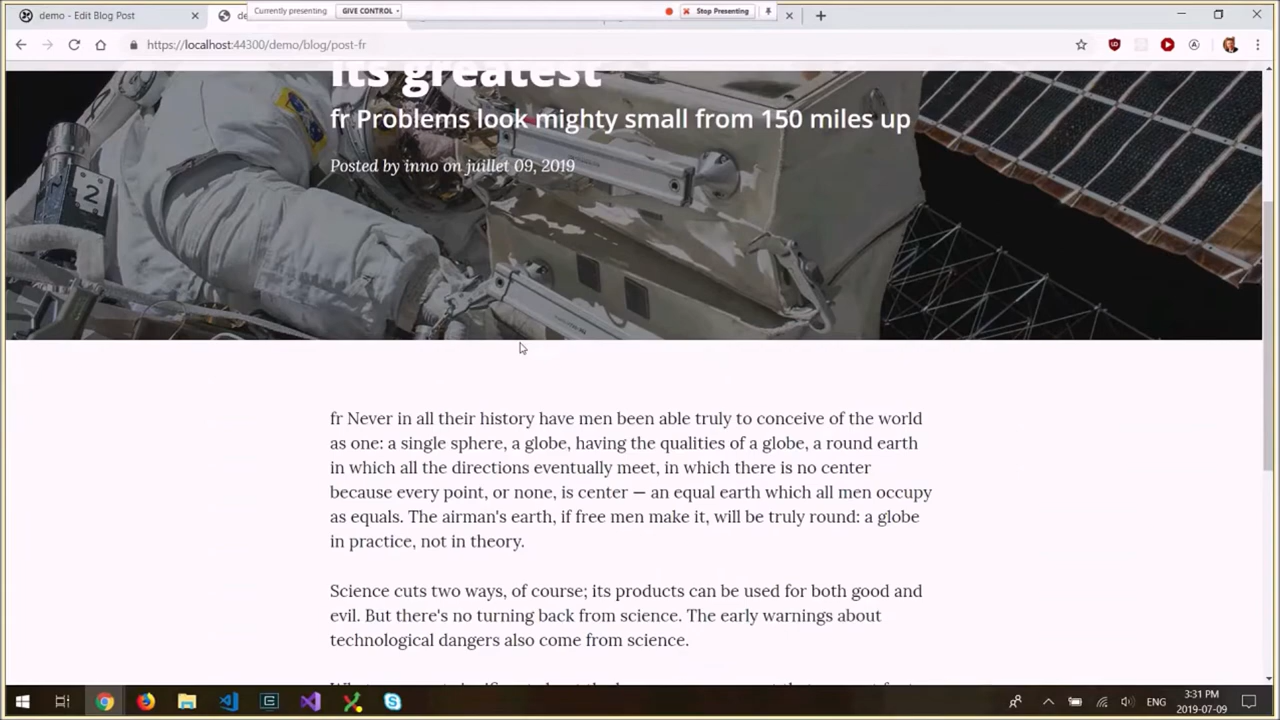 demo - Edit Blog Post
de
Currently presenting
GIVE CONTROL
Stop Presenting
https://localhost:44300/demo/blog/post-fr
its greatest
fr Problems look mighty small from 150 miles up
Posted by inno on juillet 09, 2019
2
fr Never in all their history have men been able truly to conceive of the world
as one: a single sphere, a globe, having the qualities of a globe, a round earth
in which all the directions eventually meet, in which there is no center
because every point, or none, is center — an equal earth which all men occupy
as equals. The airman's earth, if free men make it, will be truly round: a globe
in practice, not in theory.
Science cuts two ways, of course; its products can be used for both good and
evil. But there's no turning back from science. The early warnings about
technological dangers also come from science.
ENG
3:31 PM
2019-07-09